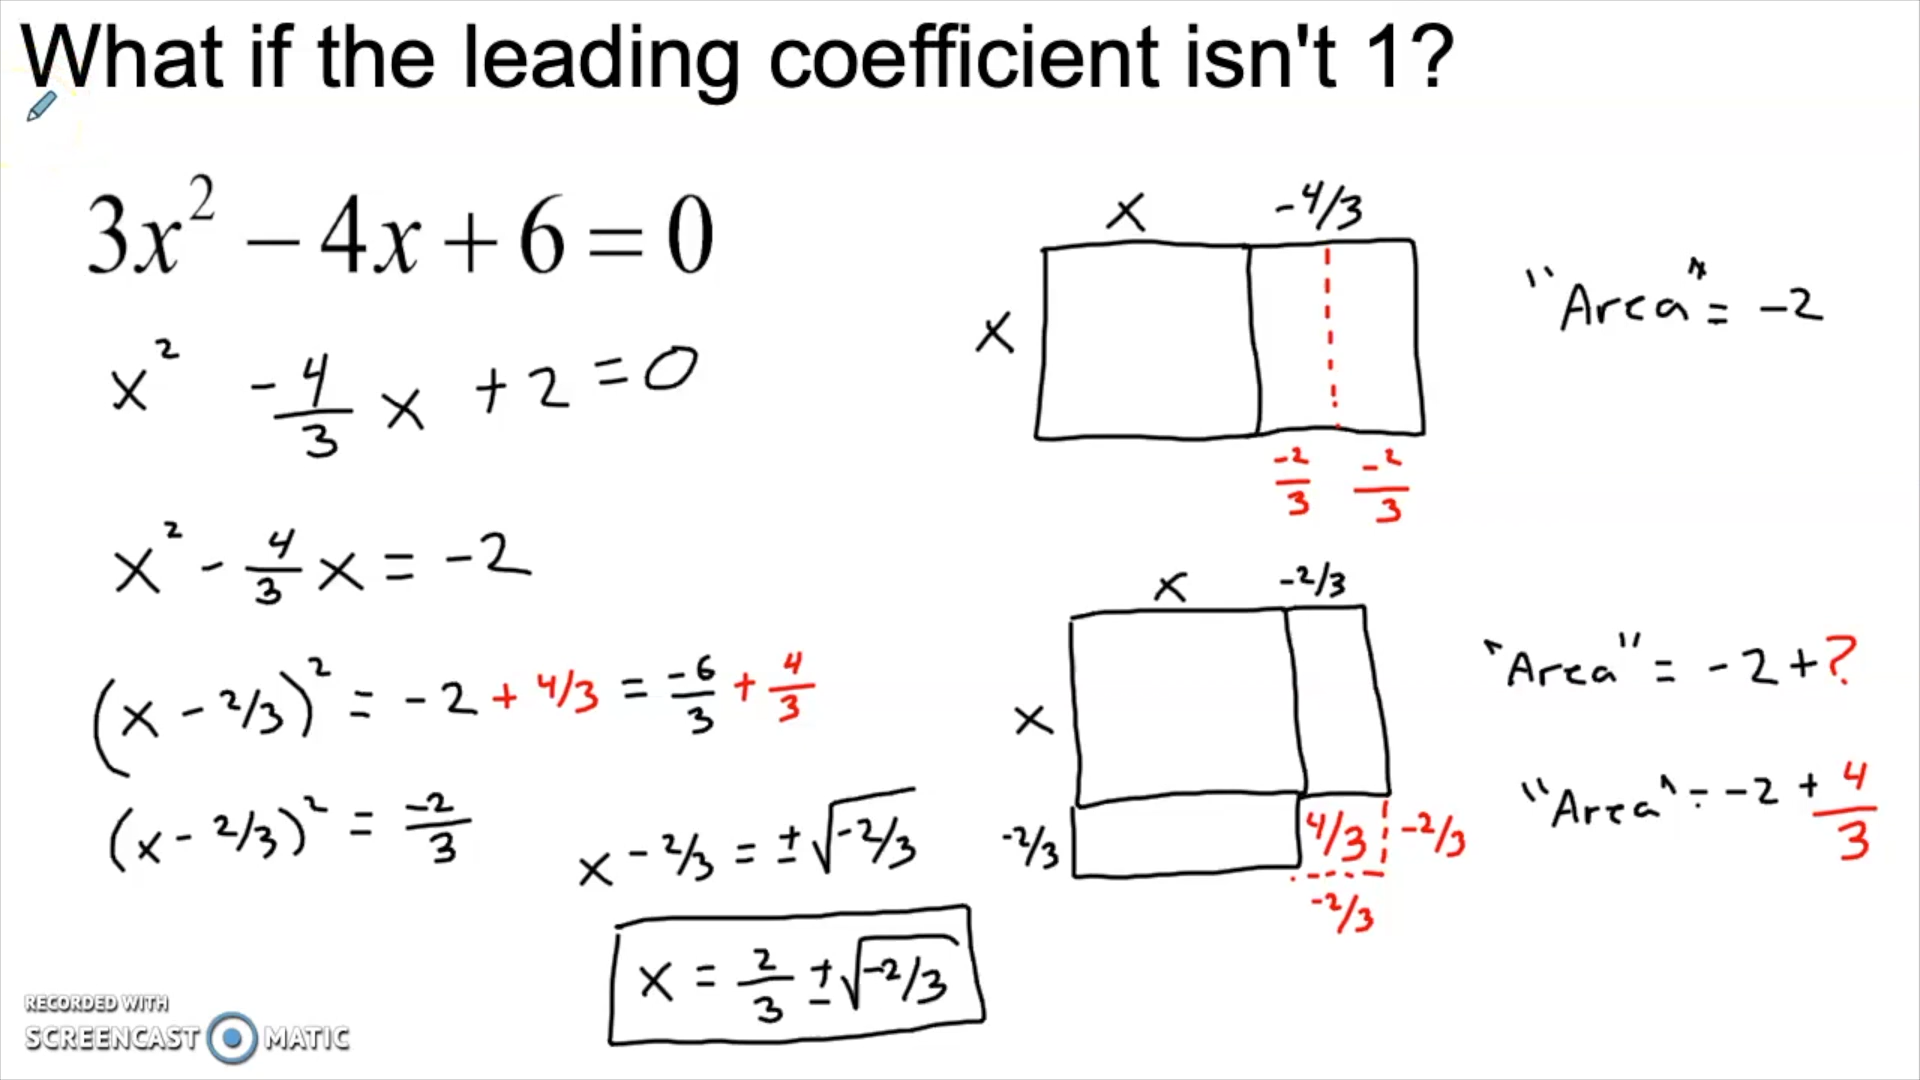 What if the leading coefficient isn't 1?
3x² − 4x + 6 = 0
x² - 4/3 x + 2 = 0
x² - 4/3 x = -2
(x - 2/3)² = -2 + 4/3 = -6/3 + 4/3
(x - 2/3)² = -2/3
x - 2/3 = ±√-2/3
x = 2/3 ± √-2/3
x -4/3
x
-2/3 -2/3
"Area" = -2
x -2/3
x
-2/3 4/3 -2/3
-2/3
"Area" = -2 + ?
"Area" = -2 + 4/3
RECORDED WITH
SCREENCAST MATIC